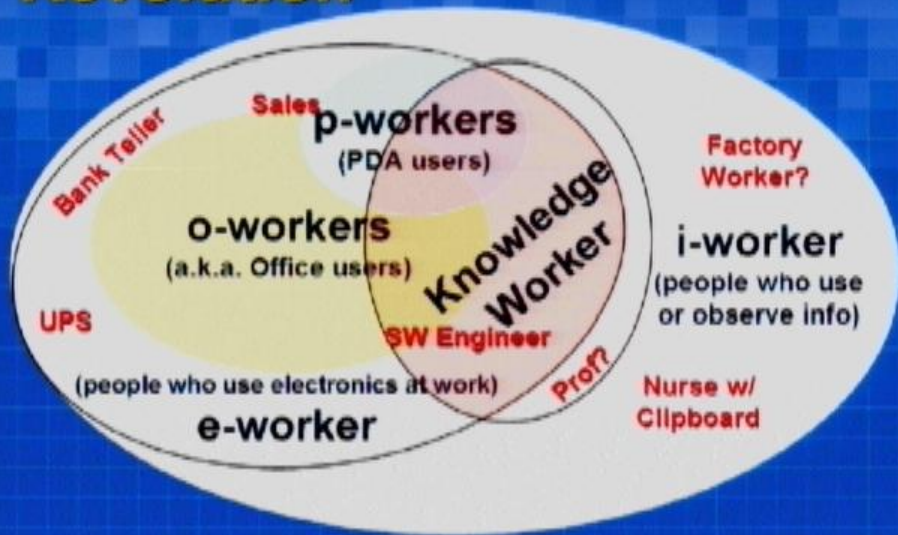 Sales
p-workers
(PDA users)
Bank Teller
Factory
Worker?
o-workers
(a.k.a. Office users)
Knowledge
Worker
i-worker
(people who use
or observe info)
UPS
SW Engineer
Prof?
(people who use electronics at work)
Nurse w/
Clipboard
e-worker